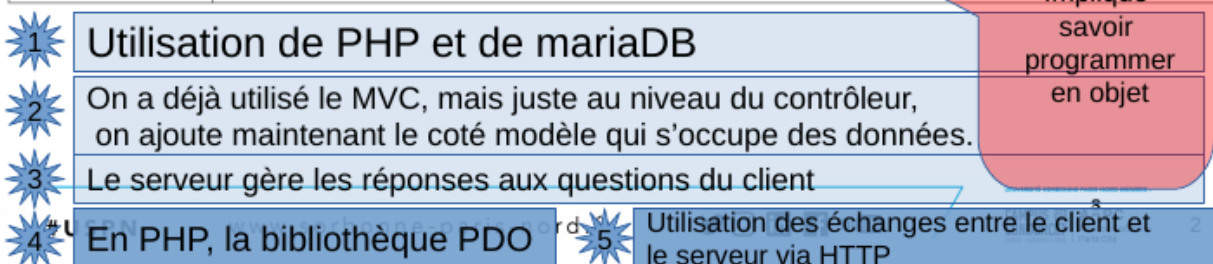 implique
savoir
programmer
en objet
1
Utilisation de PHP et de mariaDB
2
On a déjà utilisé le MVC, mais juste au niveau du contrôleur,
on ajoute maintenant le coté modèle qui s’occupe des données.
3
Le serveur gère les réponses aux questions du client
4
En PHP, la bibliothèque PDO
5
Utilisation des échanges entre le client et
le serveur via HTTP
#USPN
3
2